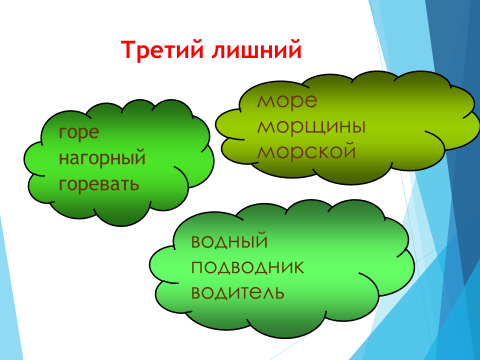 Третий лишний
горе
нагорный
горевать
море
морщины
морской
водный
подводник
водитель